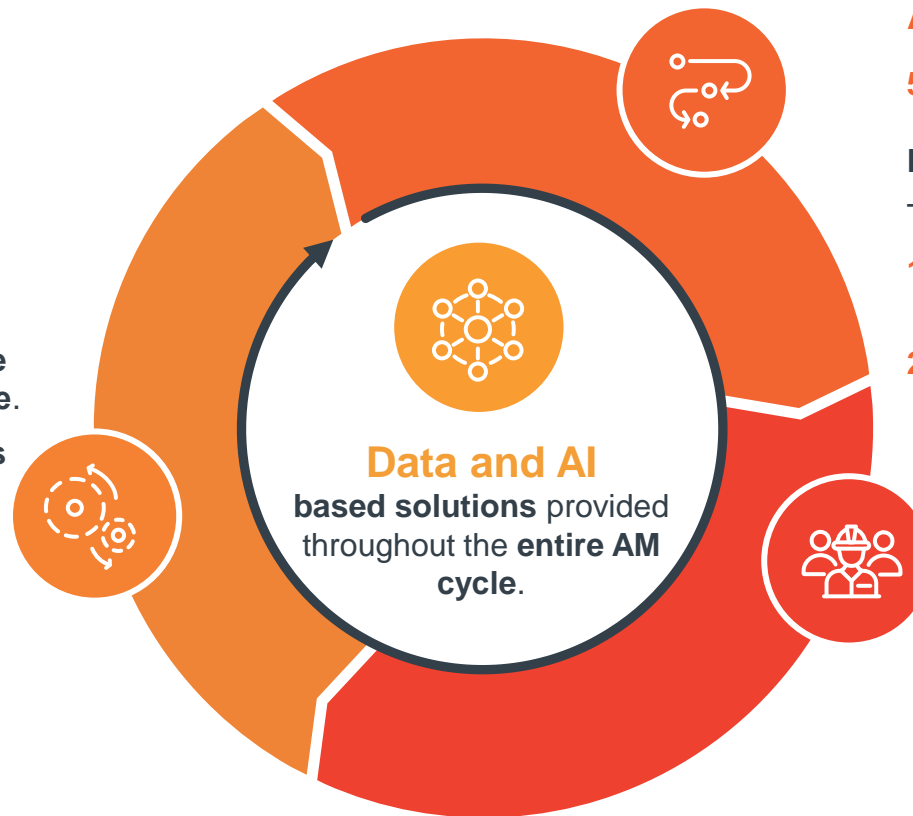 Data and AI
based solutions provided
throughout the entire AM
cycle.